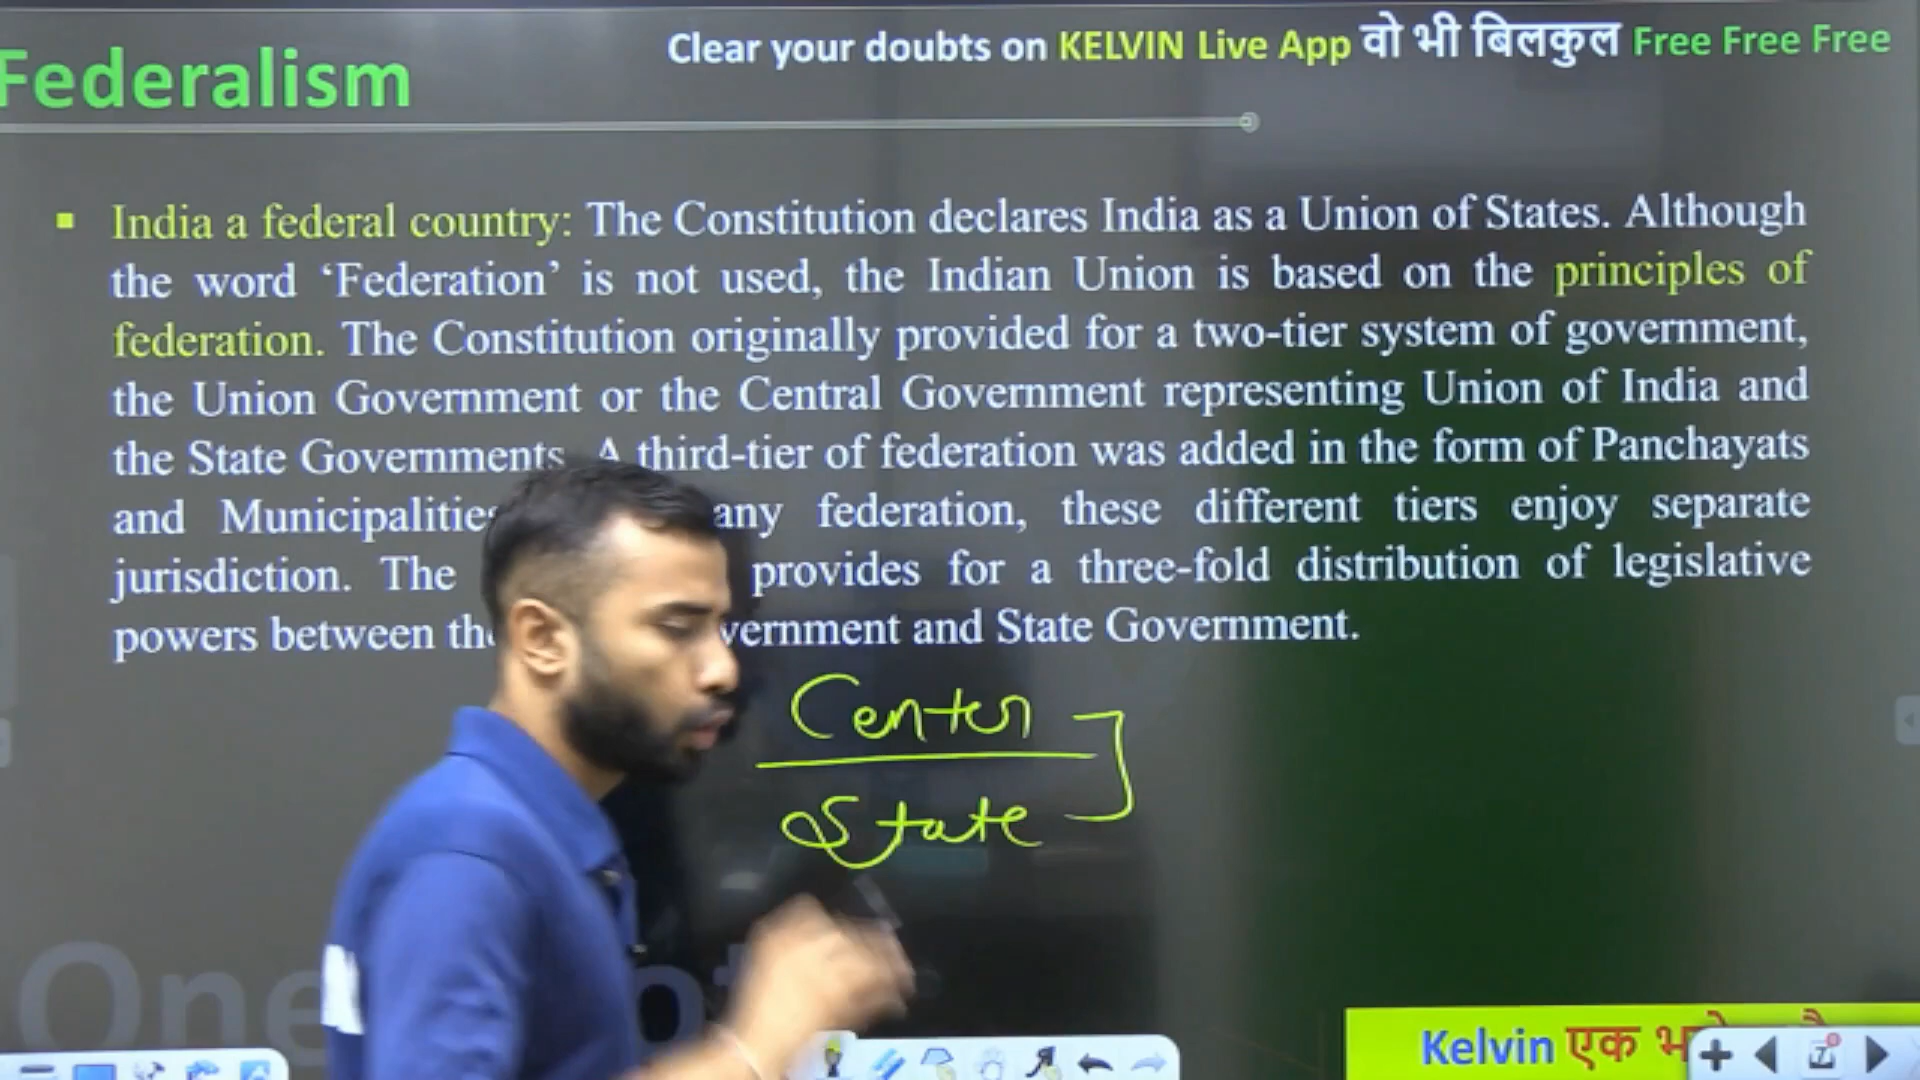 Federalism
Clear your doubts on KELVIN Live App वो भी बिलकुल Free Free Free
▪ India a federal country: The Constitution declares India as a Union of States. Although
the word ‘Federation’ is not used, the Indian Union is based on the principles of
federation. The Constitution originally provided for a two-tier system of government,
the Union Government or the Central Government representing Union of India and
the State Governments. A third-tier of federation was added in the form of Panchayats
and Municipalities any federation, these different tiers enjoy separate
jurisdiction. The provides for a three-fold distribution of legislative
powers between the and State Government.
Center
State
One
Kelvin एक